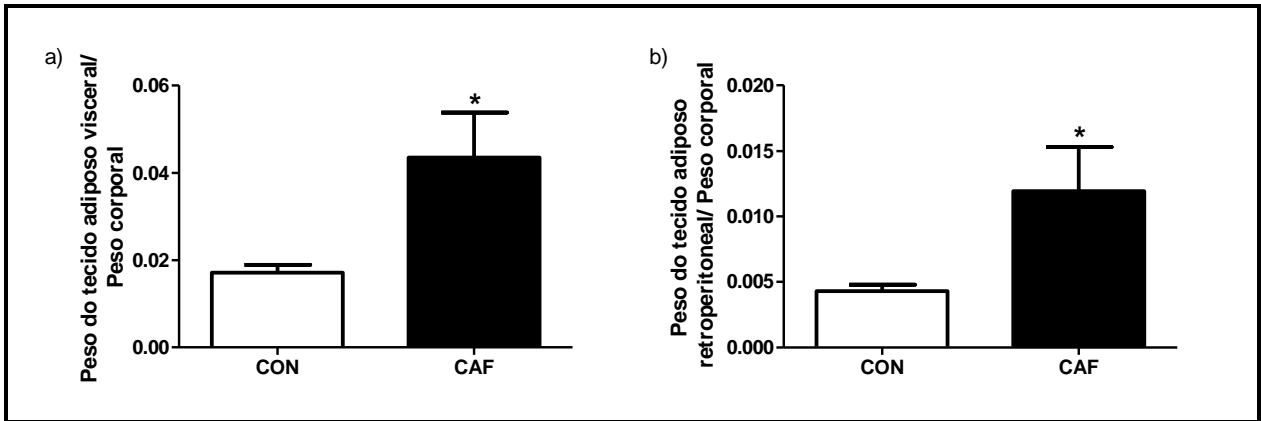 a)
Peso do tecido adiposo visceral/
Peso corporal
0.06
0.04
0.02
0.00
*
CON
CAF
b)
Peso do tecido adiposo
retroperitoneal/ Peso corporal
0.020
0.015
0.010
0.005
0.000
*
CON
CAF